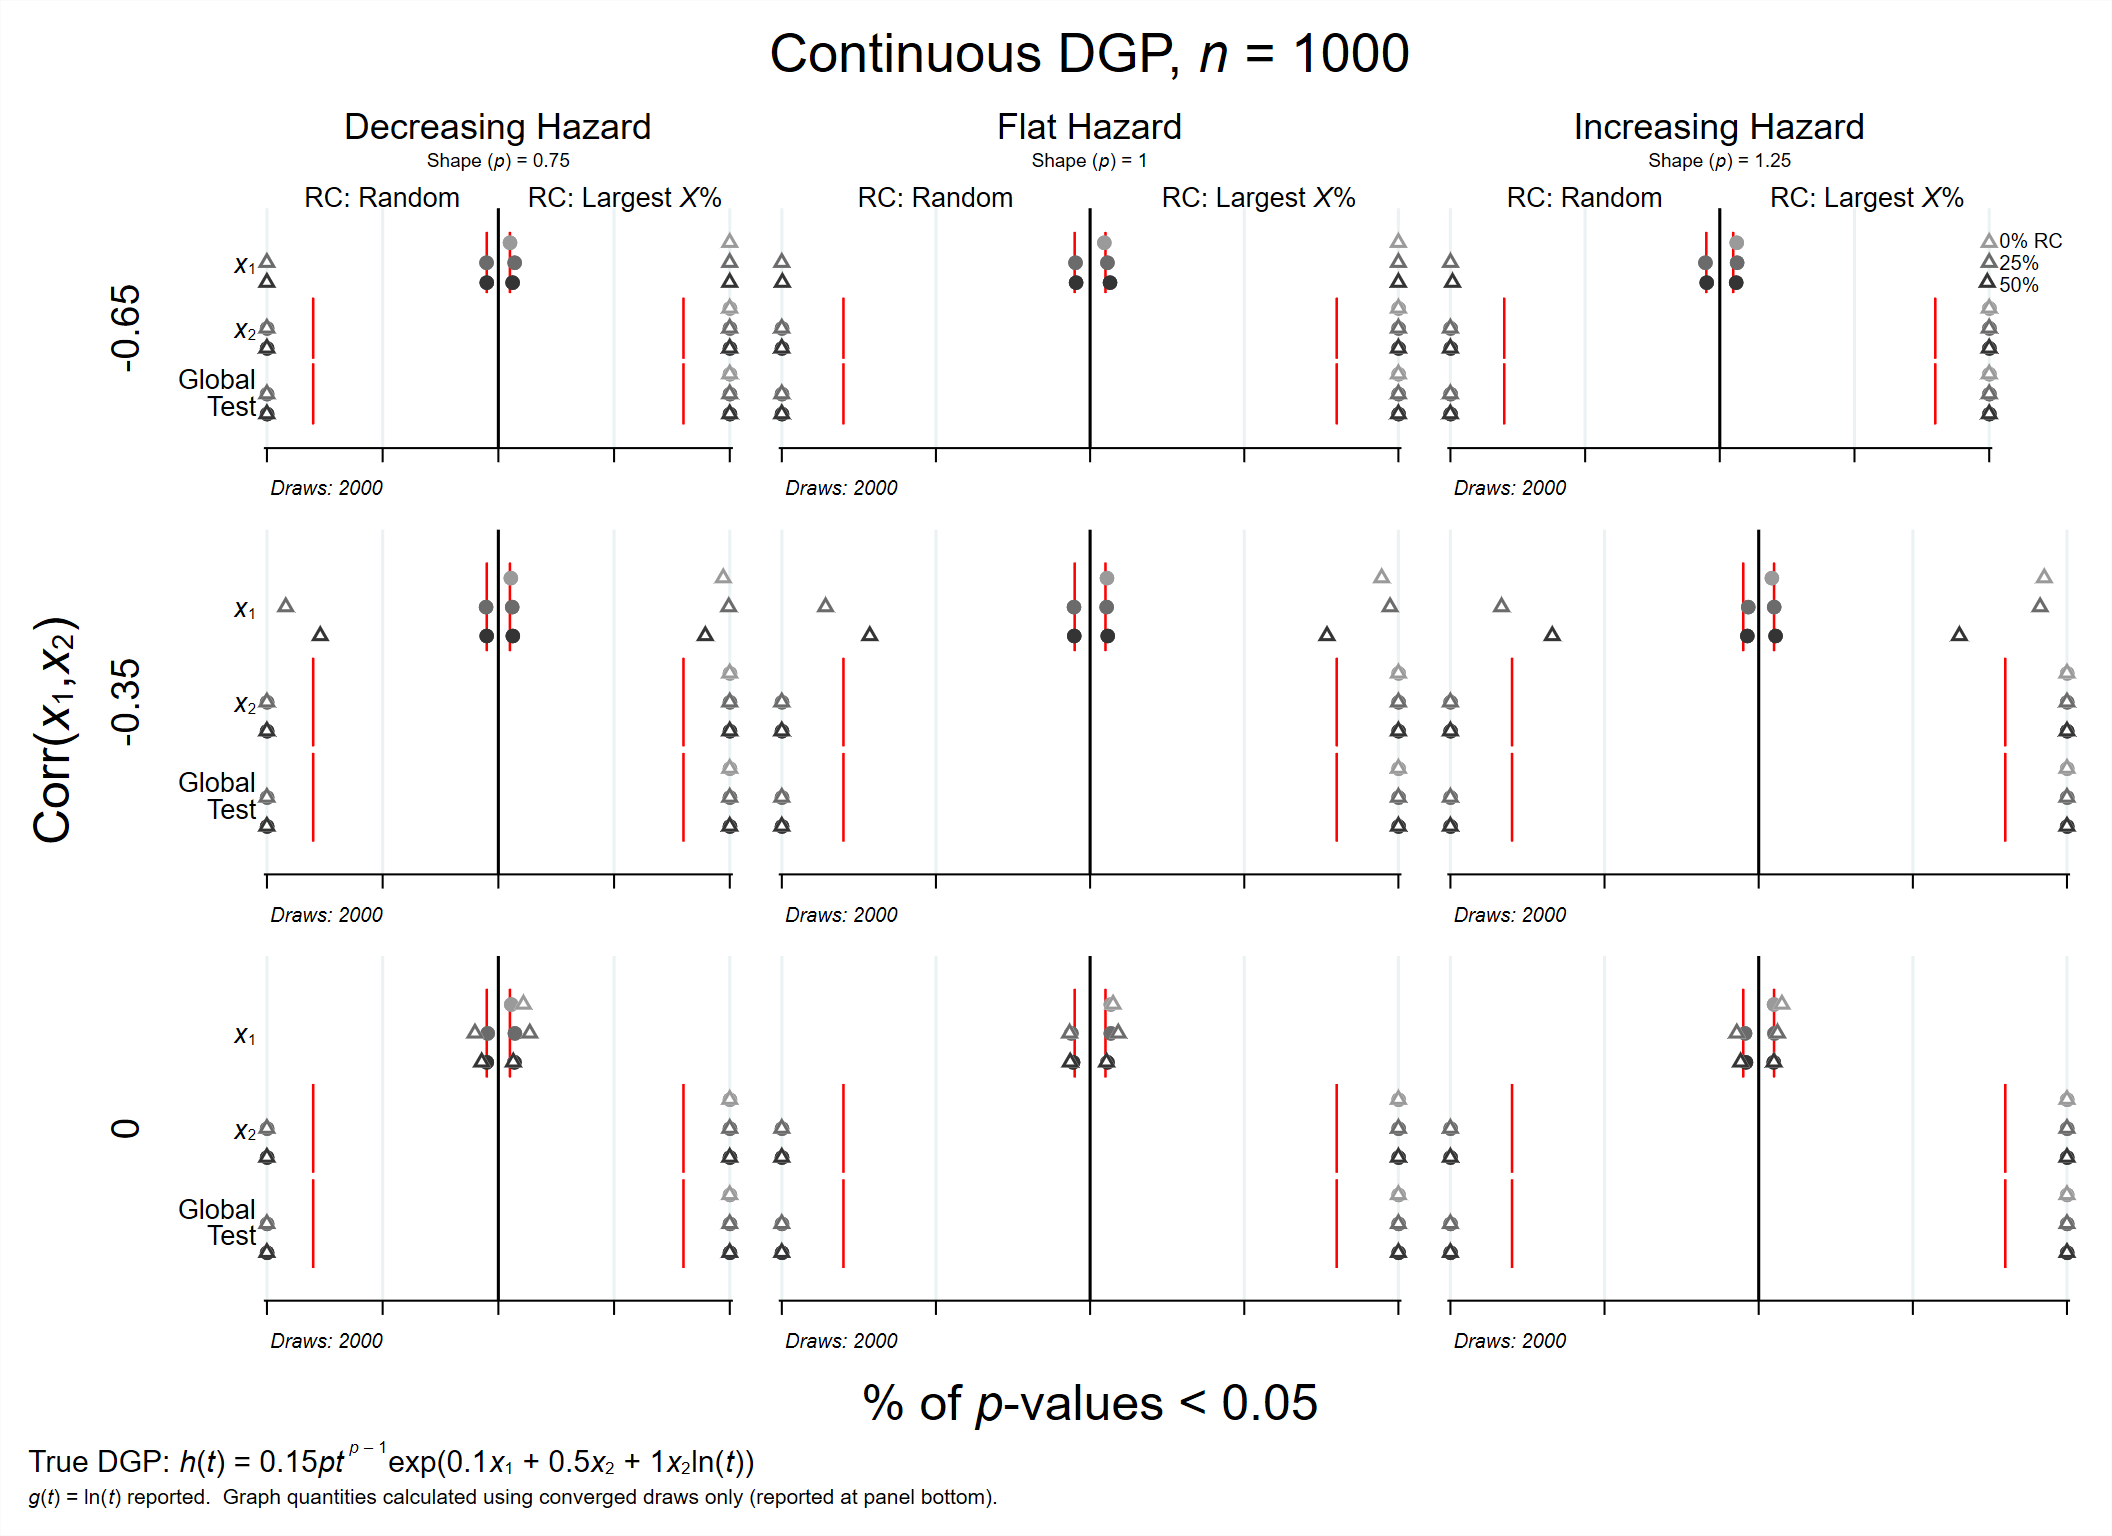 Continuous DGP, n = 1000
Decreasing Hazard
Shape (p) = 0.75
RC: Random RC: Largest X%
Flat Hazard
Shape (p) = 1
RC: Random RC: Largest X%
Increasing Hazard
Shape (p) = 1.25
RC: Random RC: Largest X%
0% RC
25%
50%
Corr(x₁,x₂)
-0.65
x₁
x₂
Global
Test
Draws: 2000
Draws: 2000
Draws: 2000
-0.35
x₁
x₂
Global
Test
Draws: 2000
Draws: 2000
Draws: 2000
0
x₁
x₂
Global
Test
Draws: 2000
Draws: 2000
Draws: 2000
% of p-values < 0.05
True DGP: h(t) = 0.15pt^(p − 1) exp(0.1x₁ + 0.5x₂ + 1x₂ln(t))
g(t) = ln(t) reported. Graph quantities calculated using converged draws only (reported at panel bottom).